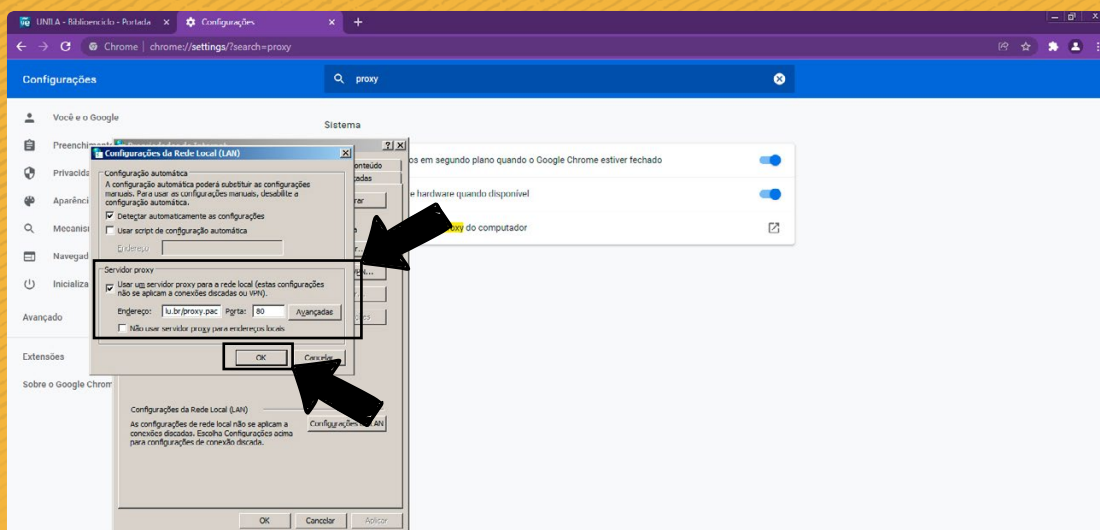 UNILA - Biblioenciclo - Portada
Configurações
Chrome | chrome://settings/?search=proxy
Configurações
proxy
Você e o Google
Sistema
os em segundo plano quando o Google Chrome estiver fechado
e hardware quando disponível
oxy do computador
Privacida
Aparênci
Mecanis
Navegad
Inicializa
Avançado
Extensões
Sobre o Google Chrom
Configurações da Rede Local (LAN)
Configuração automática
A configuração automática poderá substituir as configurações
manuais. Para usar as configurações manuais, desabilite a
configuração automática.
Detectar automaticamente as configurações
Usar script de configuração automática
Endereço
Servidor proxy
Usar um servidor proxy para a rede local (estas configurações
não se aplicam a conexões discadas ou VPN).
Endereço: lu.br/proxy.pac Porta: 80 Avançadas
Não usar servidor proxy para endereços locais
OK Cancelar
onteúdo
Configurações da Rede Local (LAN)
As configurações de rede local não se aplicam a
conexões discadas. Escolha Configurações acima
para configurações de conexão discada.
OK Cancelar Aplicar